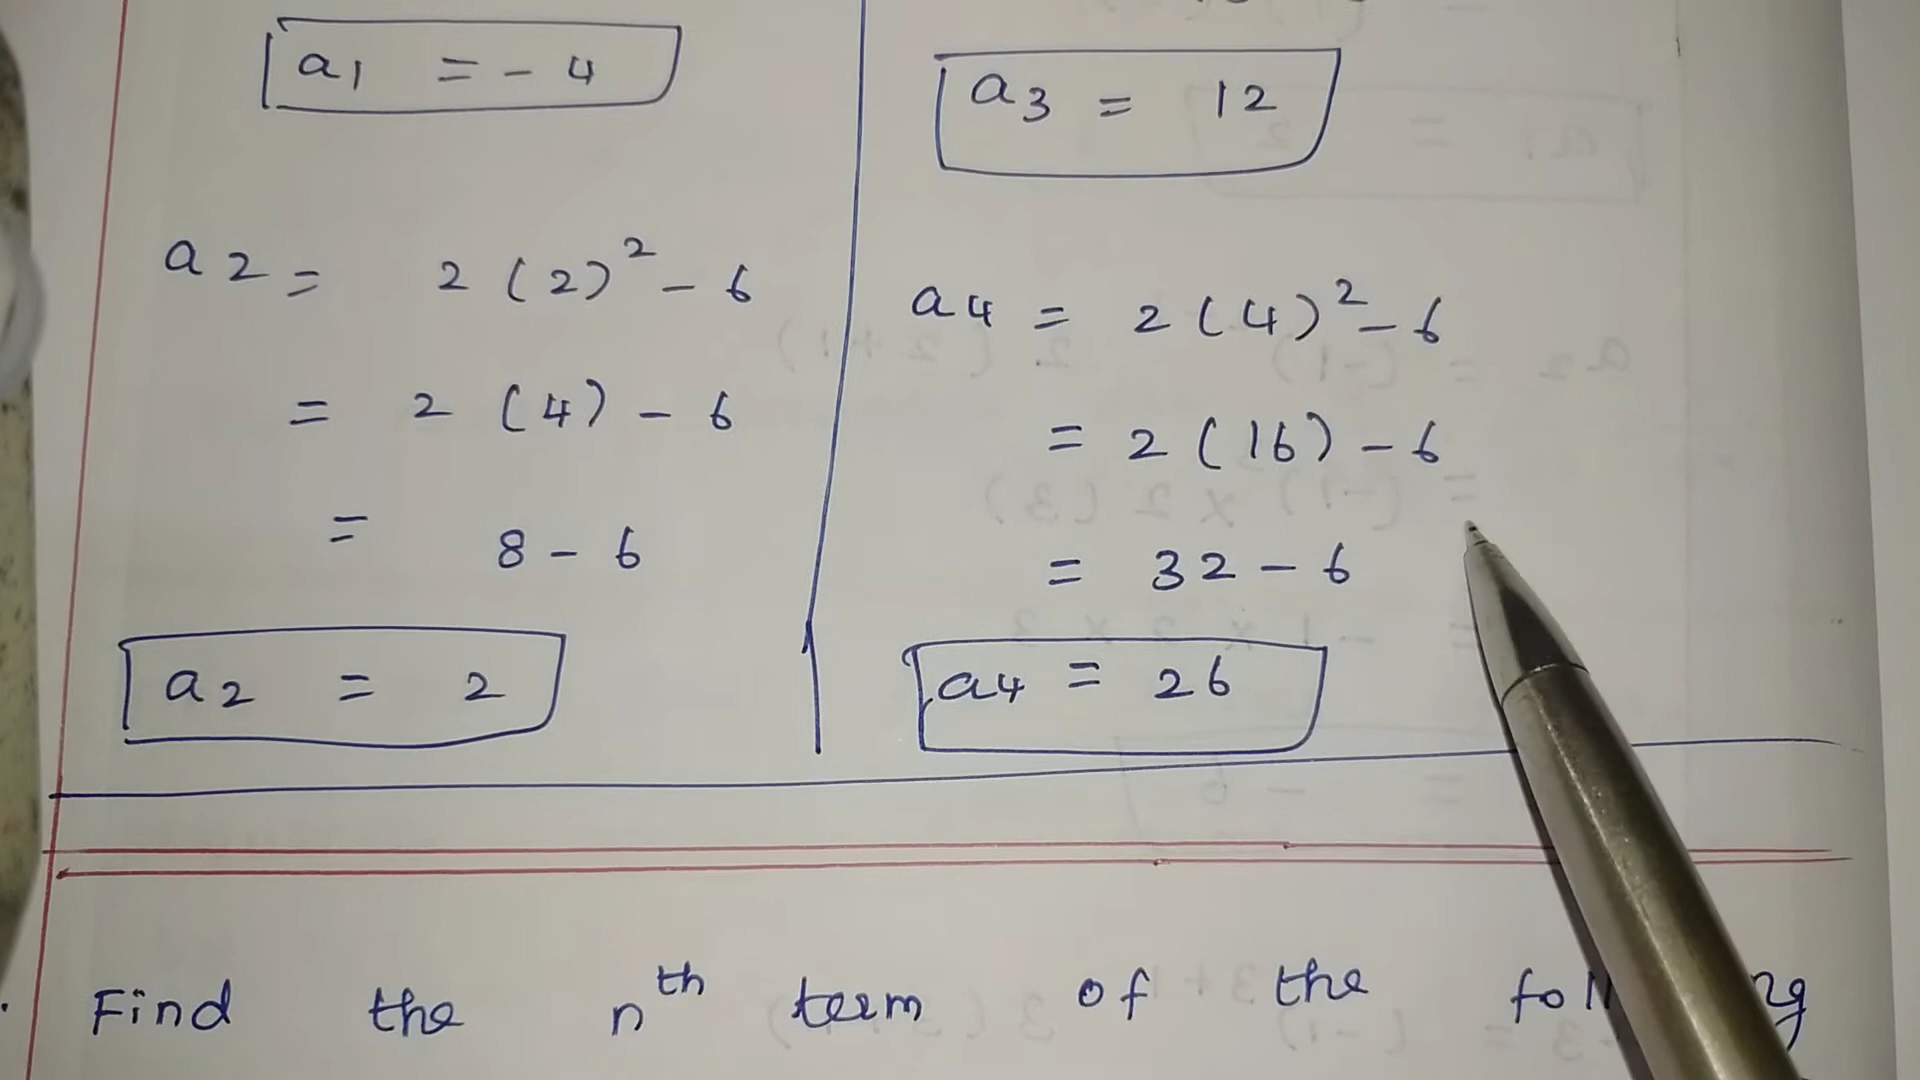 a1 = - 4
a2 = 2 (2)² - 6
= 2 (4) - 6
= 8 - 6
a2 = 2
a3 = 12
a4 = 2 (4)² - 6
= 2 (16) - 6
= 32 - 6
a4 = 26
Find the nth term of the